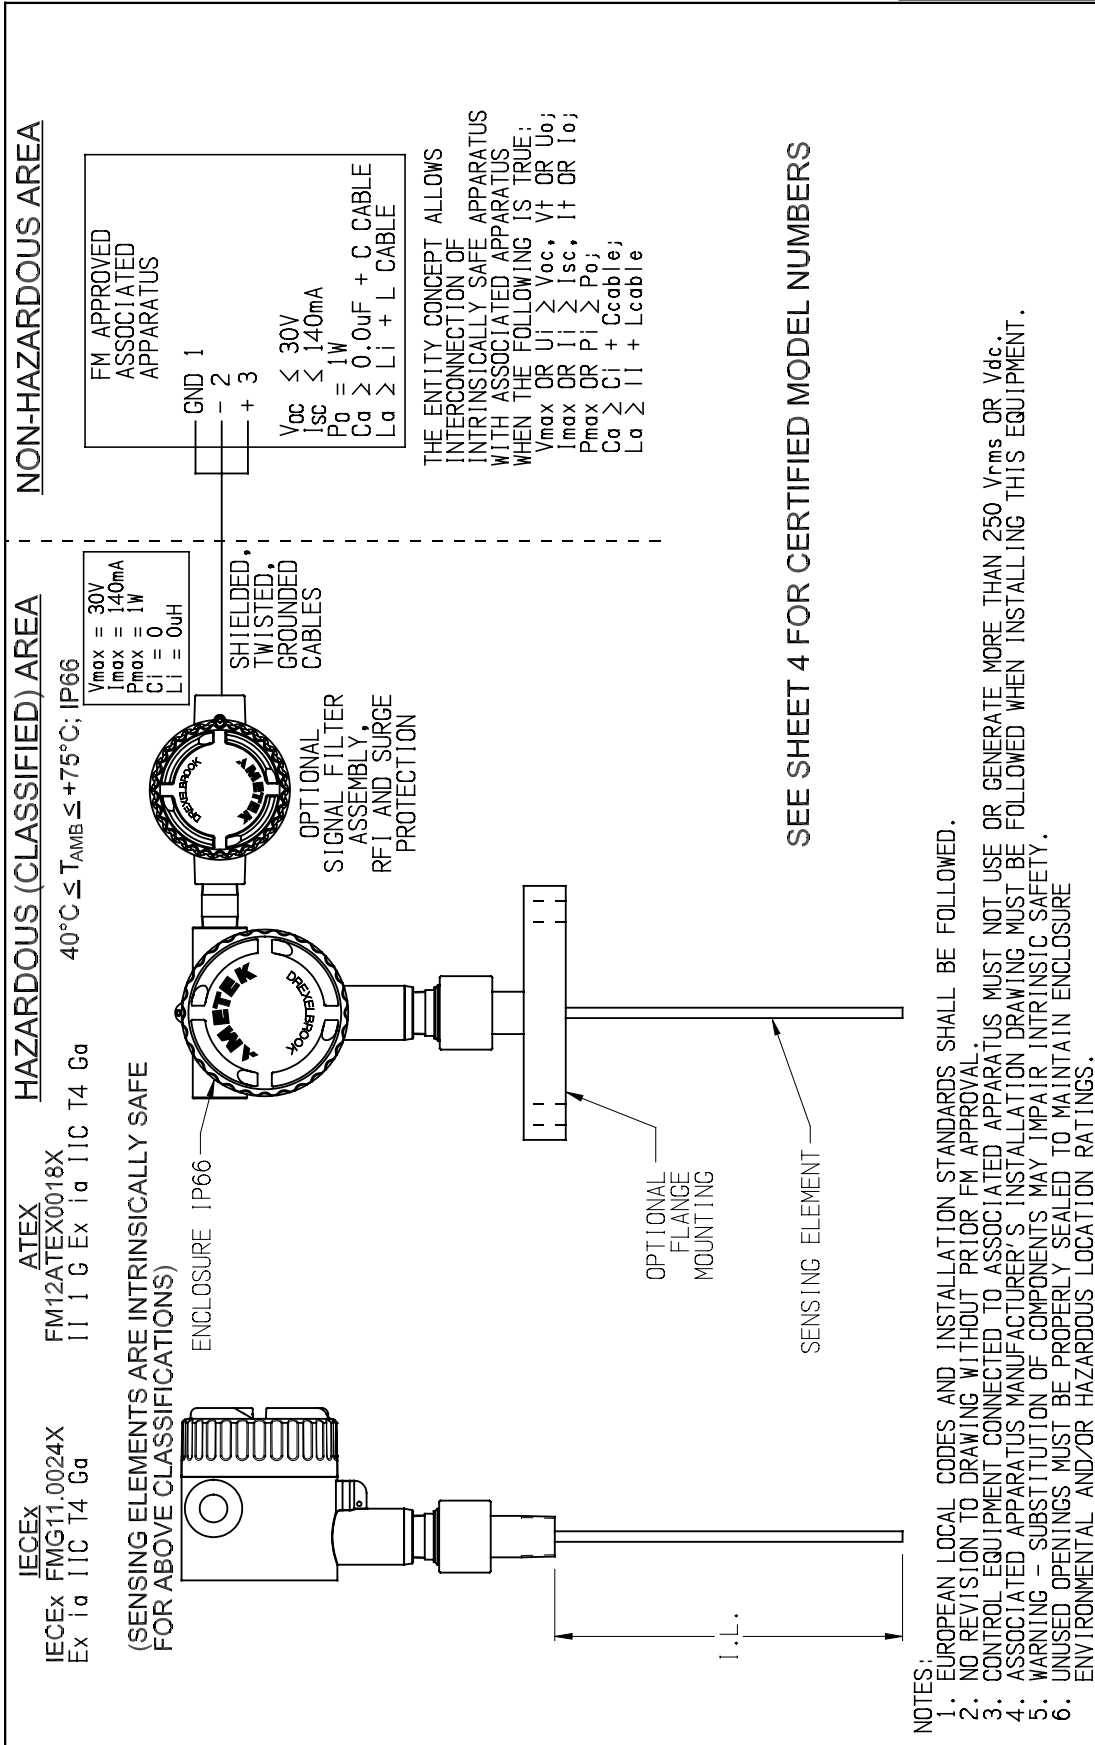 IECEx
IECEx FMG11.0024X
Ex ia IIC T4 Ga
ATEX
FM12ATEX0018X
II 1 G Ex ia IIC T4 Ga
(SENSING ELEMENTS ARE INTRINSICALLY SAFE
FOR ABOVE CLASSIFICATIONS)
HAZARDOUS (CLASSIFIED) AREA
40°C ≤ TAMB ≤ +75°C; IP66
Vmax = 30V
Imax = 140mA
Pmax = 1W
Ci = 0
Li = 0uH
NON-HAZARDOUS AREA
FM APPROVED
ASSOCIATED
APPARATUS
GND 1
- 2
+ 3
Voc ≤ 30V
Isc ≤ 140mA
Po = 1W
Ca ≥ 0.0uF + C CABLE
La ≥ Li + L CABLE
SHIELDED,
TWISTED,
GROUNDED
CABLES
THE ENTITY CONCEPT ALLOWS
INTERCONNECTION OF
INTRINSICALLY SAFE APPARATUS
WITH ASSOCIATED APPARATUS
WHEN THE FOLLOWING IS TRUE:
Vmax OR Ui ≥ Voc, Vt OR Uo;
Imax OR Ii ≥ Isc, It OR Io;
Pmax OR Pi ≥ Po;
Ca ≥ Ci + Ccable;
La ≥ Ii + Lcable
ENCLOSURE IP66
AMETEK
DREXELBROOK
DREXELBROOK
AMETEK
OPTIONAL
SIGNAL FILTER
ASSEMBLY,
RFI AND SURGE
PROTECTION
OPTIONAL
FLANGE
MOUNTING
SENSING ELEMENT
I.L.
SEE SHEET 4 FOR CERTIFIED MODEL NUMBERS
NOTES:
1. EUROPEAN LOCAL CODES AND INSTALLATION STANDARDS SHALL BE FOLLOWED.
2. NO REVISION TO DRAWING WITHOUT PRIOR FM APPROVAL.
3. CONTROL EQUIPMENT CONNECTED TO ASSOCIATED APPARATUS MUST NOT USE OR GENERATE MORE THAN 250 Vrms OR Vdc.
4. ASSOCIATED APPARATUS MANUFACTURER'S INSTALLATION DRAWING MUST BE FOLLOWED WHEN INSTALLING THIS EQUIPMENT.
5. WARNING - SUBSTITUTION OF COMPONENTS MAY IMPAIR INTRINSIC SAFETY.
6. UNUSED OPENINGS MUST BE PROPERLY SEALED TO MAINTAIN ENCLOSURE
ENVIRONMENTAL AND/OR HAZARDOUS LOCATION RATINGS.